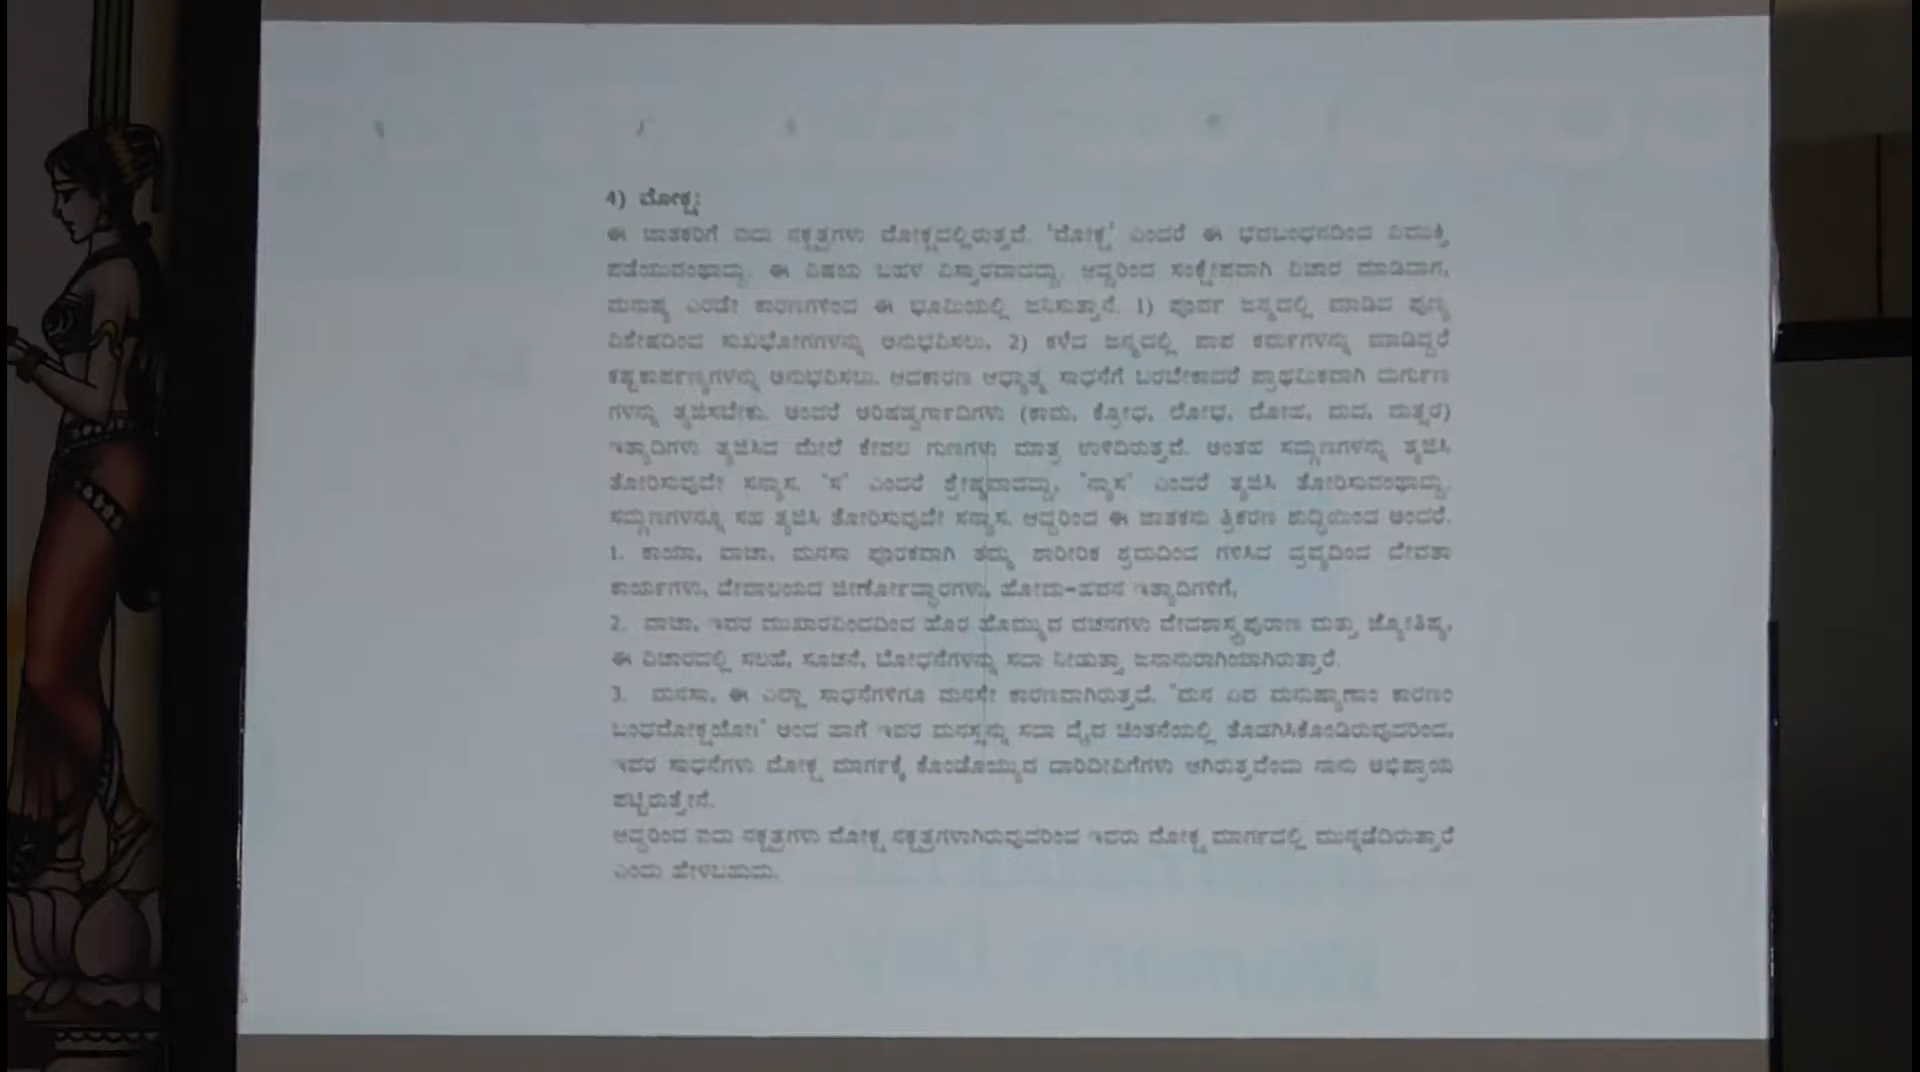 4) ಮೋಕ್ಷ:
ಈ ಜಾತಕರಿಗೆ ಐದು ನಕ್ಷತ್ರಗಳು ಮೋಕ್ಷದಲ್ಲಿರುತ್ತವೆ. 'ಮೋಕ್ಷ' ಎಂದರೆ ಈ ಭವಬಂಧನದಿಂದ ವಿಮುಕ್ತಿ
ಪಡೆಯುವಂಥಾದ್ದು. ಈ ವಿಷಯ ಬಹಳ ವಿಸ್ತಾರವಾದದ್ದು. ಆದ್ದರಿಂದ ಸಂಕ್ಷೇಪವಾಗಿ ವಿಚಾರ ಮಾಡಿದಾಗ,
ಮನುಷ್ಯ ಎರಡೇ ಕಾರಣಗಳಿಂದ ಈ ಭೂಮಿಯಲ್ಲಿ ಜನಿಸುತ್ತಾನೆ. 1) ಪೂರ್ವ ಜನ್ಮದಲ್ಲಿ ಮಾಡಿದ ಪುಣ್ಯ
ವಿಶೇಷದಿಂದ ಸುಖಭೋಗಗಳನ್ನು ಅನುಭವಿಸಲು, 2) ಕಳೆದ ಜನ್ಮದಲ್ಲಿ ಪಾಪ ಕರ್ಮಗಳನ್ನು ಮಾಡಿದ್ದರೆ
ಕಷ್ಟಕಾರ್ಪಣ್ಯಗಳನ್ನು ಅನುಭವಿಸಲು. ಆದಕಾರಣ ಆಧ್ಯಾತ್ಮ ಸಾಧನೆಗೆ ಬರಬೇಕಾದರೆ ಪ್ರಾಥಮಿಕವಾಗಿ ದುರ್ಗುಣ
ಗಳನ್ನು ತ್ಯಜಿಸಬೇಕು. ಅಂದರೆ ಅರಿಷಡ್ವರ್ಗಾದಿಗಳು (ಕಾಮ, ಕ್ರೋಧ, ಲೋಭ, ಮೋಹ, ಮದ, ಮತ್ಸರ)
ಇತ್ಯಾದಿಗಳು ತ್ಯಜಿಸಿದ ಮೇಲೆ ಕೇವಲ ಗುಣಗಳು ಮಾತ್ರ ಉಳಿದಿರುತ್ತವೆ. ಅಂತಹ ಸದ್ಗುಣಗಳನ್ನು ತ್ಯಜಿಸಿ
ತೋರಿಸುವುದೇ ಸನ್ಯಾಸ. 'ಸ' ಎಂದರೆ ಶ್ರೇಷ್ಠವಾದದ್ದು, 'ನ್ಯಾಸ' ಎಂದರೆ ತ್ಯಜಿಸಿ ತೋರಿಸುವಂಥಾದ್ದು.
ಸದ್ಗುಣಗಳನ್ನೂ ಸಹ ತ್ಯಜಿಸಿ ತೋರಿಸುವುದೇ ಸನ್ಯಾಸ. ಆದ್ದರಿಂದ ಈ ಜಾತಕನು ತ್ರಿಕರಣ ಶುದ್ಧಿಯಿಂದ ಅಂದರೆ.
1. ಕಾಯಾ, ವಾಚಾ, ಮನಸಾ ಪೂರಕವಾಗಿ ತಮ್ಮ ಶಾರೀರಿಕ ಶ್ರಮದಿಂದ ಗಳಿಸಿದ ದ್ರವ್ಯದಿಂದ ದೇವತಾ
ಕಾರ್ಯಗಳು, ದೇವಾಲಯದ ಜೀರ್ಣೋದ್ಧಾರಗಳು, ಹೋಮ-ಹವನ ಇತ್ಯಾದಿಗಳಿಗೆ,
2. ವಾಚಾ, ಇವರ ಮುಖಾರವಿಂದದಿಂದ ಹೊರ ಹೊಮ್ಮುವ ವಚನಗಳು ವೇದಶಾಸ್ತ್ರಪುರಾಣ ಮತ್ತು ಜ್ಯೋತಿಷ್ಯ,
ಈ ವಿಚಾರದಲ್ಲಿ ಸಲಹೆ, ಸೂಚನೆ, ಬೋಧನೆಗಳನ್ನು ಸದಾ ನೀಡುತ್ತಾ ಜನಾನುರಾಗಿಯಾಗಿರುತ್ತಾರೆ.
3. ಮನಸಾ, ಈ ಎಲ್ಲಾ ಸಾಧನೆಗಳಿಗೂ ಮನಸೇ ಕಾರಣವಾಗಿರುತ್ತದೆ. "ಮನ ಏವ ಮನುಷ್ಯಾಣಾಂ ಕಾರಣಂ
ಬಂಧಮೋಕ್ಷಯೋಃ" ಅಂದ ಹಾಗೆ ಇವರ ಮನಸ್ಸನ್ನು ಸದಾ ದೈವ ಚಿಂತನೆಯಲ್ಲಿ ತೊಡಗಿಸಿಕೊಂಡಿರುವುದರಿಂದ,
ಇವರ ಸಾಧನೆಗಳು ಮೋಕ್ಷ ಮಾರ್ಗಕ್ಕೆ ಕೊಂಡೊಯ್ಯುವ ದಾರಿದೀವಿಗೆಗಳು ಆಗಿರುತ್ತವೆಂದು ನಾನು ಅಭಿಪ್ರಾಯ
ಪಟ್ಟಿರುತ್ತೇನೆ.
ಆದ್ದರಿಂದ ಐದು ನಕ್ಷತ್ರಗಳು ಮೋಕ್ಷ ನಕ್ಷತ್ರಗಳಾಗಿರುವುದರಿಂದ ಇವರು ಮೋಕ್ಷ ಮಾರ್ಗದಲ್ಲಿ ಮುನ್ನಡೆದಿರುತ್ತಾರೆ
ಎಂದು ಹೇಳಬಹುದು.